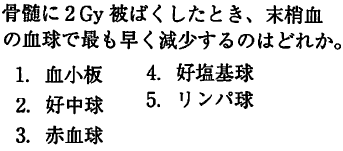 骨髄に２Gy 被ばくしたとき、末梢血
の血球で最も早く減少するのはどれか。
1. 血小板
2. 好中球
3. 赤血球
4. 好塩基球
5. リンパ球